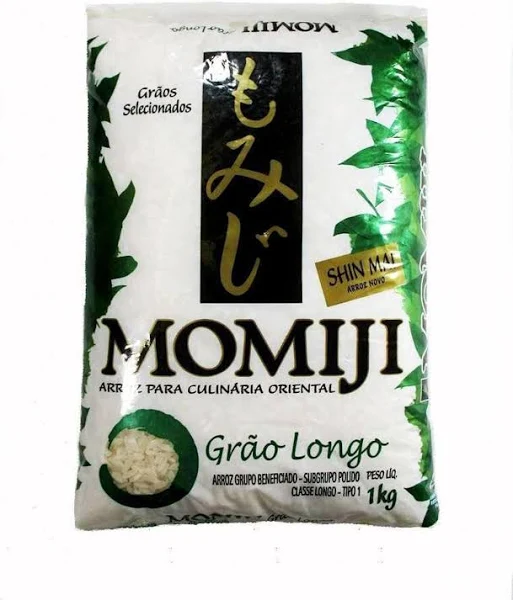 MOMIJI
Grãos
Selecionados
もみじ
SHIN MAI
ARROZ NOVO
MOMIJI
ARROZ PARA CULINÁRIA ORIENTAL
Grão Longo
ARROZ GRUPO BENEFICIADO - SUBGRUPO POLIDO
CLASSE LONGO - TIPO 1
PESO LÍQ.
1kg